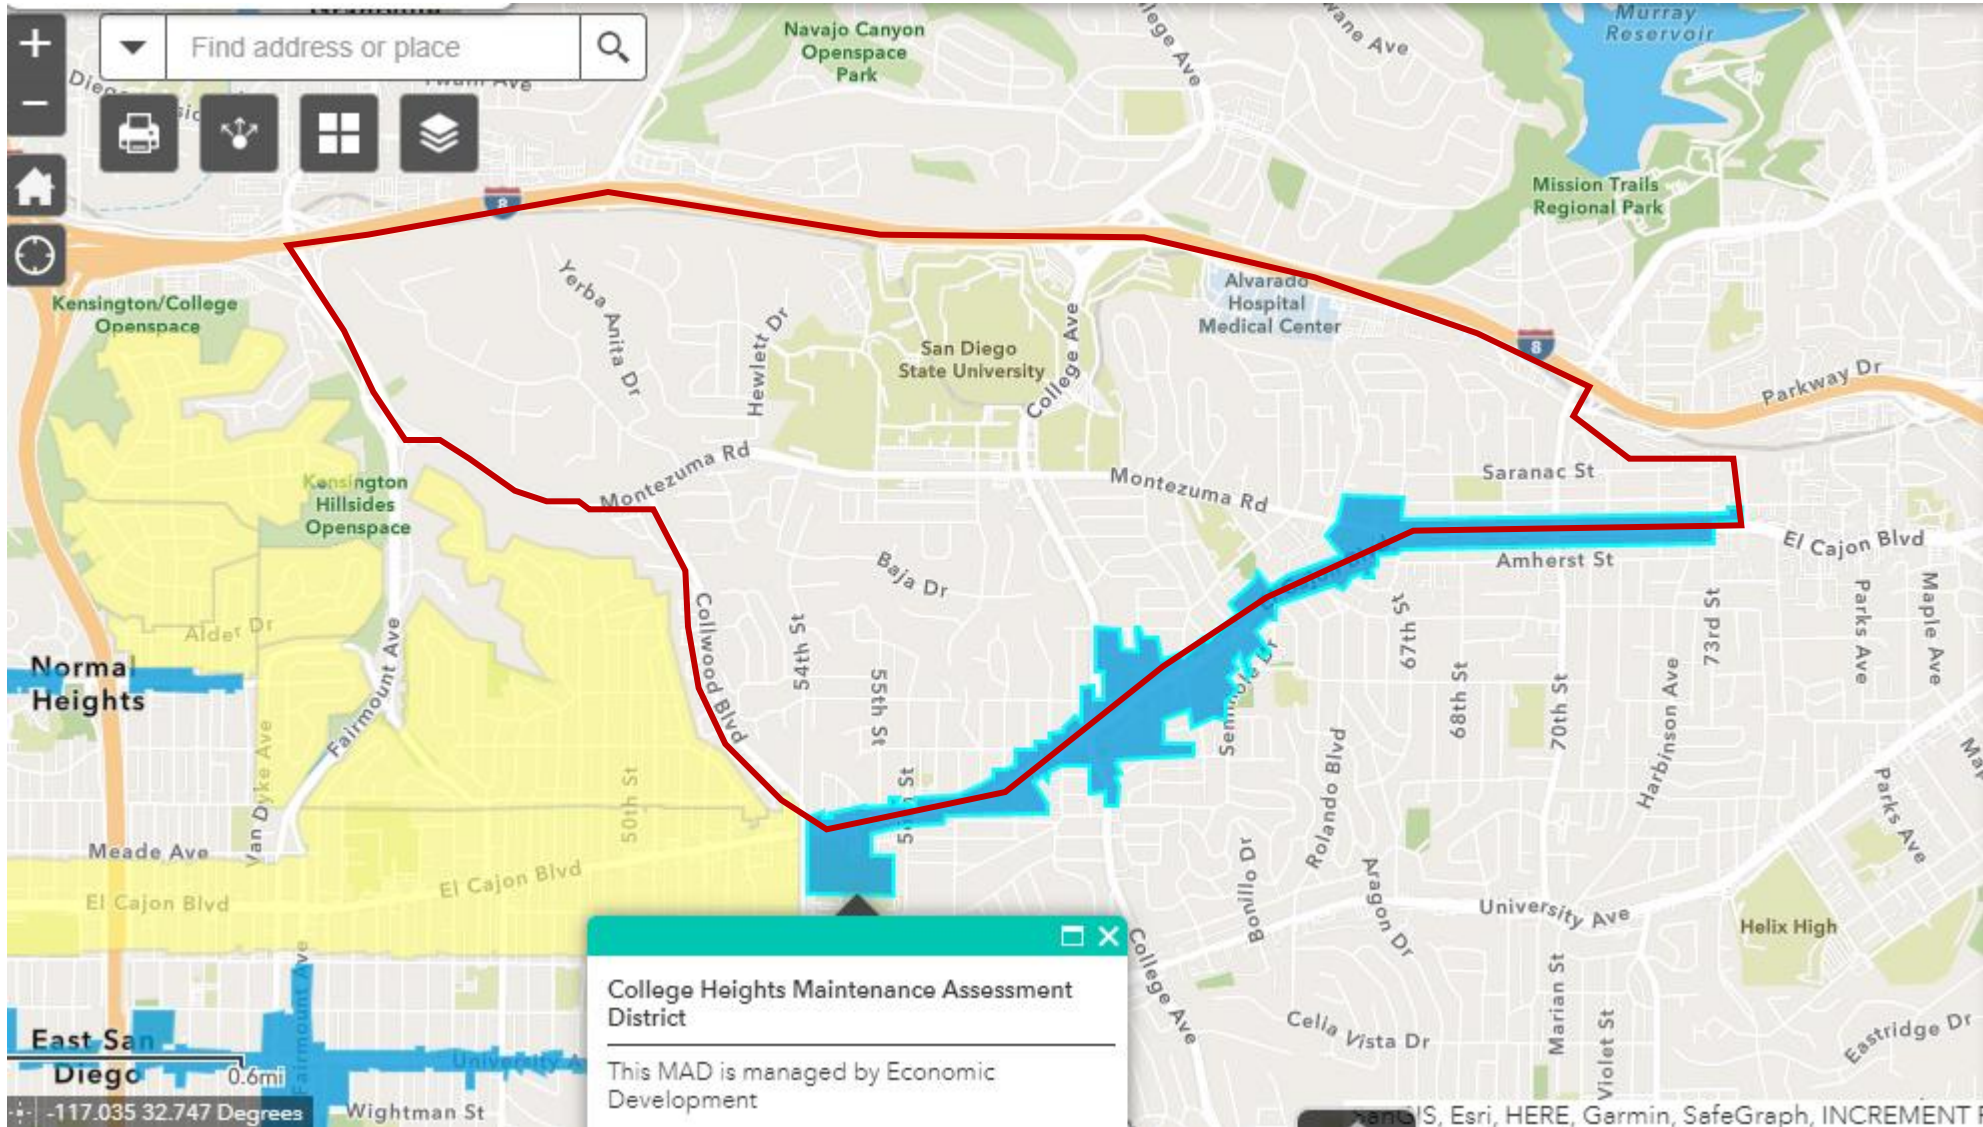 Find address or place
Navajo Canyon
Openspace
Park
Murray
Reservoir
Mission Trails
Regional Park
8
Kensington/College
Openspace
Yerba Anita Dr
Hewlett Dr
San Diego
State University
College Ave
Alvarado
Hospital
Medical Center
8
Parkway Dr
Kensington
Hillsides
Openspace
Montezuma Rd
Montezuma Rd
Saranac St
El Cajon Blvd
Amherst St
Baja Dr
Collwood Blvd
54th St
55th St
Seminole Dr
67th St
68th St
70th St
73rd St
Harbinson Ave
Parks Ave
Maple Ave
Alder Dr
Normal
Heights
Fairmount Ave
Van Dyke Ave
50th St
Meade Ave
El Cajon Blvd
El Cajon Blvd
Rolando Blvd
Bonillo Dr
Aragon Dr
University Ave
Parks Ave
Helix High
College Ave
Celia Vista Dr
Marian St
Violet St
Eastridge Dr
East San
Diego
Fairmount Ave
0.6mi
-117.035 32.747 Degrees
Wightman St
College Heights Maintenance Assessment
District
This MAD is managed by Economic
Development
SanGIS, Esri, HERE, Garmin, SafeGraph, INCREMENT P